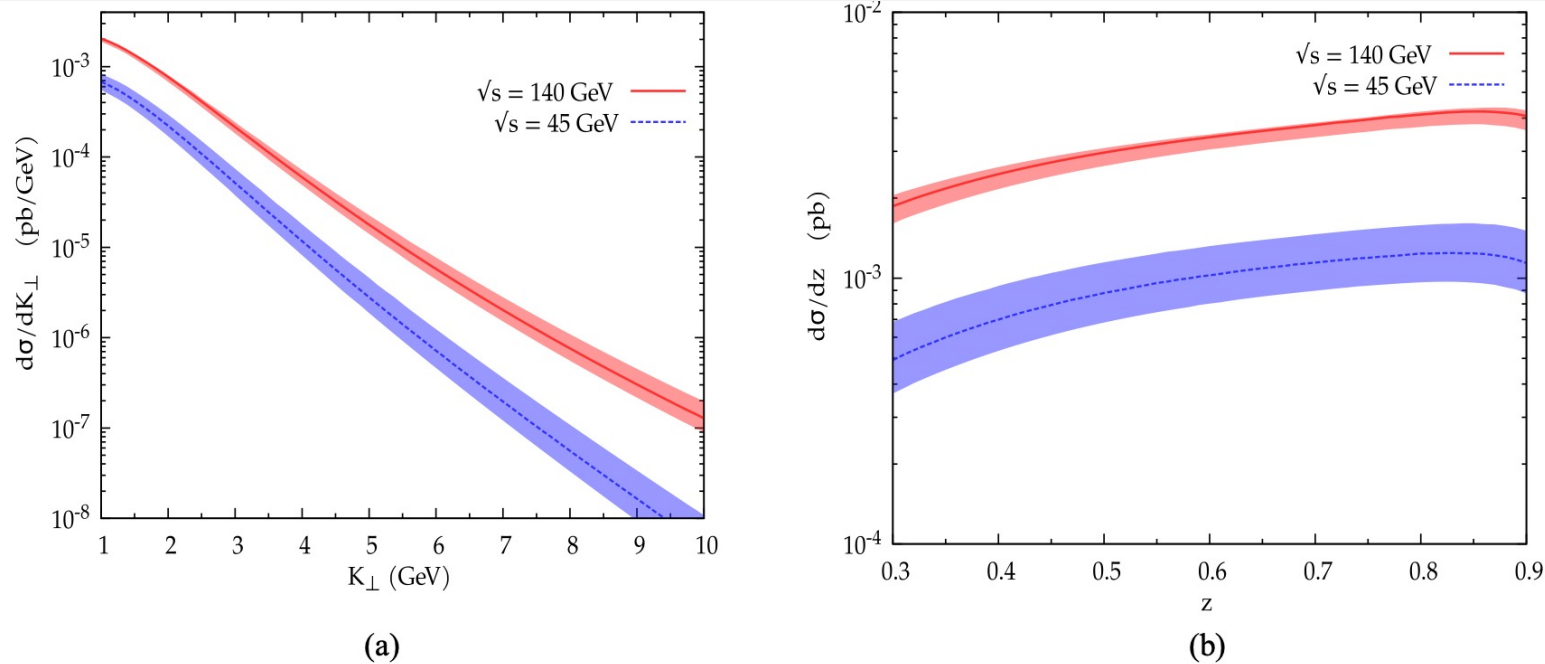 dσ/dK⊥ (pb/GeV)
10⁻³
10⁻⁴
10⁻⁵
10⁻⁶
10⁻⁷
10⁻⁸
√s = 140 GeV
√s = 45 GeV
1 2 3 4 5 6 7 8 9 10
K⊥ (GeV)
(a)
dσ/dz (pb)
10⁻²
10⁻³
10⁻⁴
√s = 140 GeV
√s = 45 GeV
0.3 0.4 0.5 0.6 0.7 0.8 0.9
z
(b)